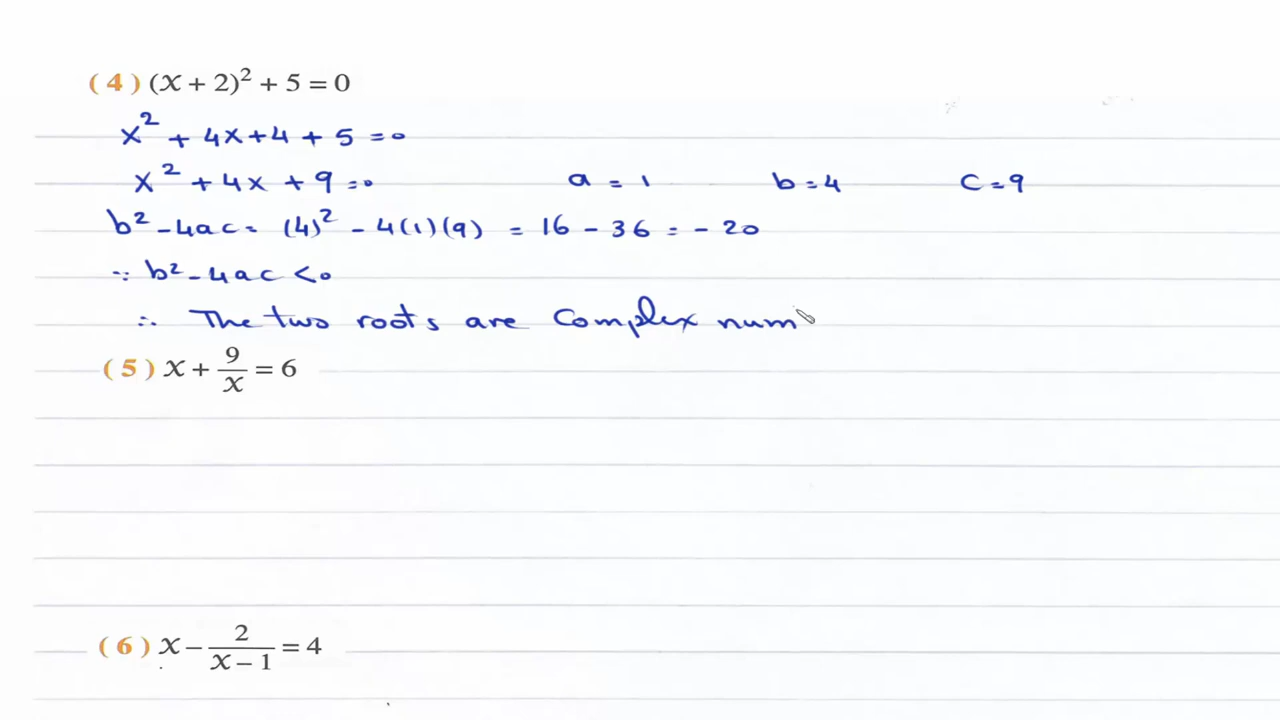 (4) (x + 2)² + 5 = 0
x² + 4x + 4 + 5 = 0
x² + 4x + 9 = 0 a = 1 b = 4 c = 9
b² - 4ac = (4)² - 4(1)(9) = 16 - 36 = - 20
∵ b² - 4ac < 0
∴ The two roots are Complex num
(5) x + 9/x = 6
(6) x - 2/(x - 1) = 4